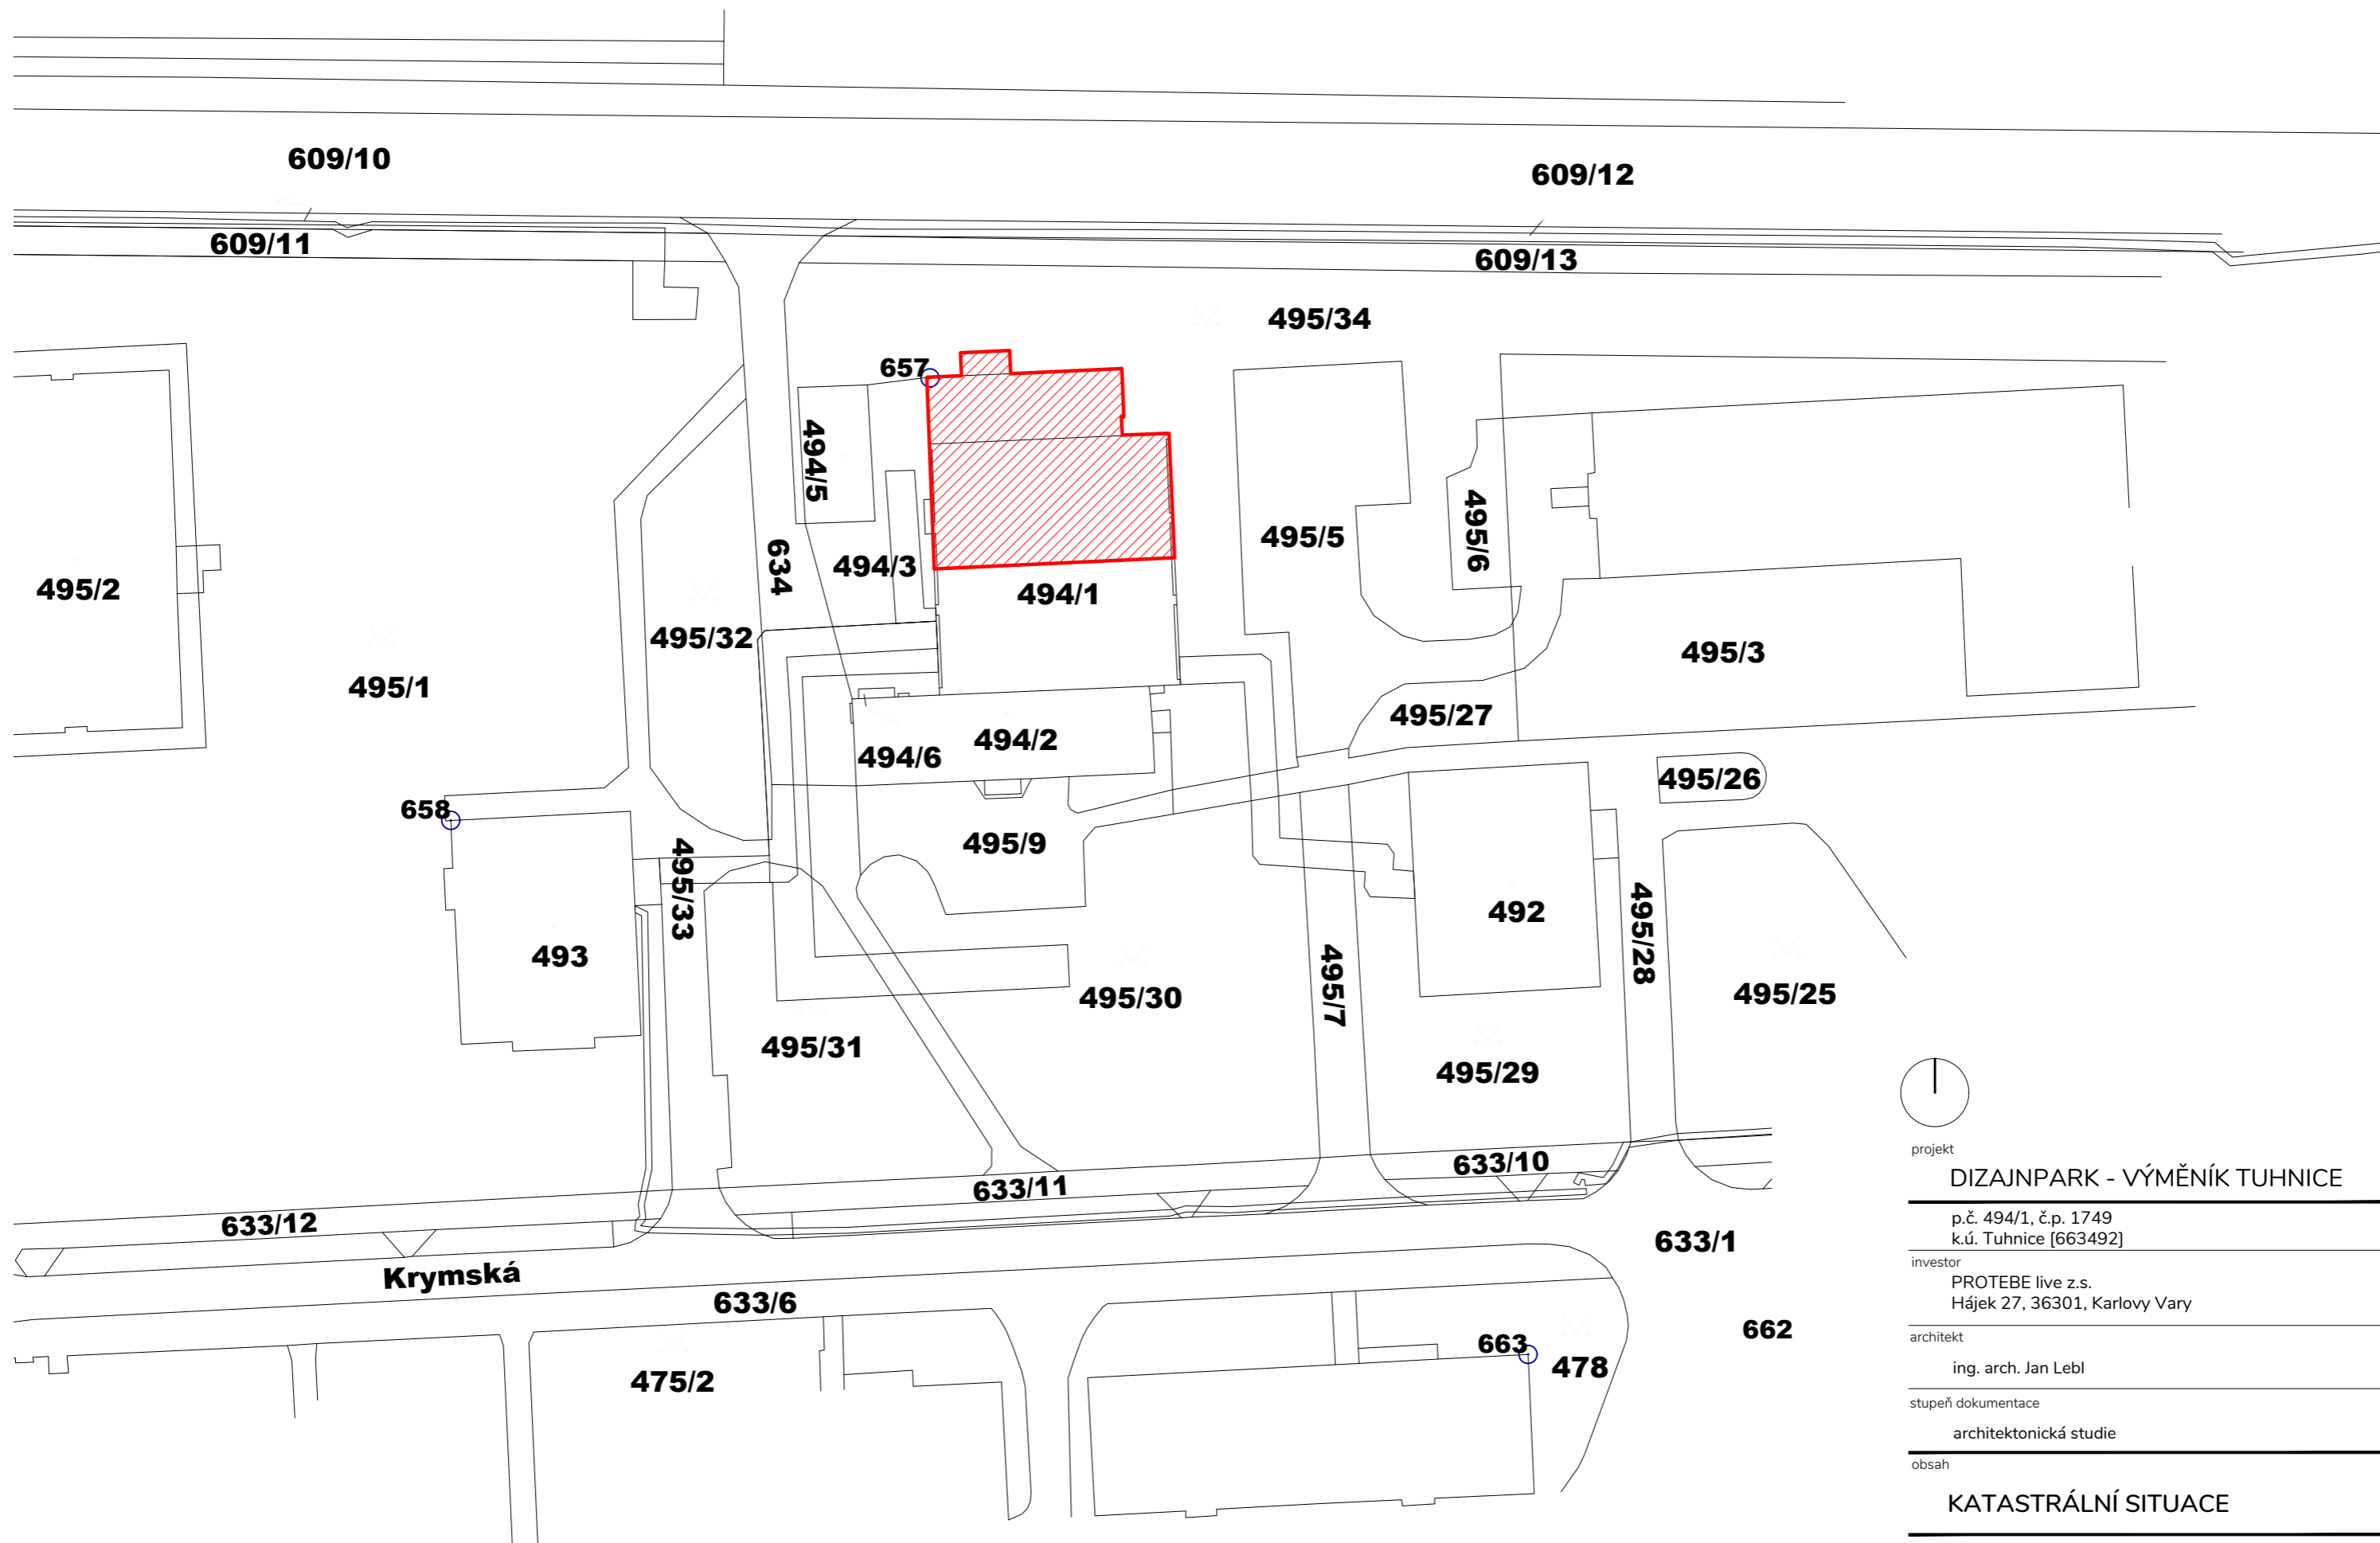 609/10
609/12
609/11
609/13
495/34
657
494/5
495/5
495/6
634
494/3
495/2
494/1
495/32
495/3
495/1
495/27
494/2
494/6
495/26
658
495/9
495/33
492
495/28
493
495/7
495/30
495/25
495/31
495/29
633/10
633/11
633/12
633/1
Krymská
633/6
662
663
478
475/2
projekt
DIZAJNPARK - VÝMĚNÍK TUHNICE
p.č. 494/1, č.p. 1749
k.ú. Tuhnice [663492]
investor
PROTEBE live z.s.
Hájek 27, 36301, Karlovy Vary
architekt
ing. arch. Jan Lebl
stupeň dokumentace
architektonická studie
obsah
KATASTRÁLNÍ SITUACE